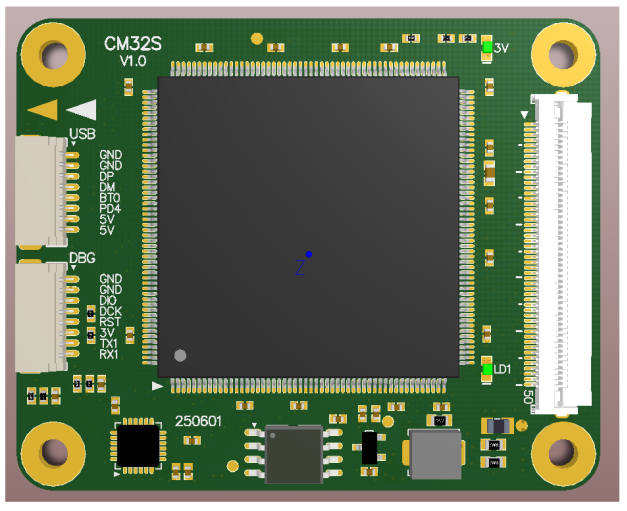 CM32S
V1.0
3V
USB
GND
GND
DP
DM
BT0
PD4
5V
5V
DBG
GND
GND
DIO
DCK
RST
3V
TX1
RX1
Z
LD1
50
250601